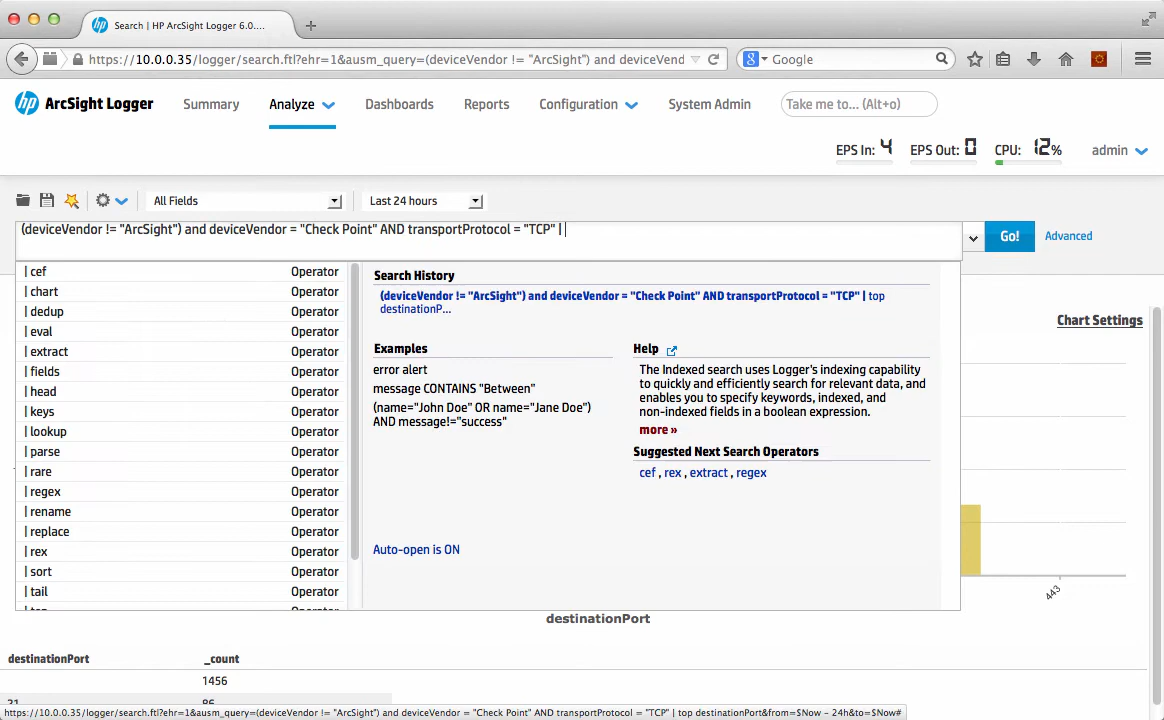 Search | HP ArcSight Logger 6.0....
https://10.0.0.35/logger/search.ftl?ehr=1&ausm_query=(deviceVendor != "ArcSight") and deviceVend
Google
hp ArcSight Logger
Summary
Analyze
Dashboards
Reports
Configuration
System Admin
Take me to... (Alt+o)
EPS In: 4
EPS Out: 0
CPU: 12%
admin
All Fields
Last 24 hours
(deviceVendor != "ArcSight") and deviceVendor = "Check Point" AND transportProtocol = "TCP" |
Go!
Advanced
| cef Operator
| chart Operator
| dedup Operator
| eval Operator
| extract Operator
| fields Operator
| head Operator
| keys Operator
| lookup Operator
| parse Operator
| rare Operator
| regex Operator
| rename Operator
| replace Operator
| rex Operator
| sort Operator
| tail Operator
Search History
(deviceVendor != "ArcSight") and deviceVendor = "Check Point" AND transportProtocol = "TCP" | top
destinationP...
Examples
error alert
message CONTAINS "Between"
(name="John Doe" OR name="Jane Doe")
AND message!="success"
Auto-open is ON
Help
The Indexed search uses Logger's indexing capability
to quickly and efficiently search for relevant data, and
enables you to specify keywords, indexed, and
non-indexed fields in a boolean expression.
more »
Suggested Next Search Operators
cef , rex , extract , regex
Chart Settings
443
destinationPort
destinationPort _count
1456
https://10.0.0.35/logger/search.ftl?ehr=1&ausm_query=(deviceVendor != "ArcSight") and deviceVendor = "Check Point" AND transportProtocol = "TCP" | top destinationPort&from=$Now - 24h&to=$Now#